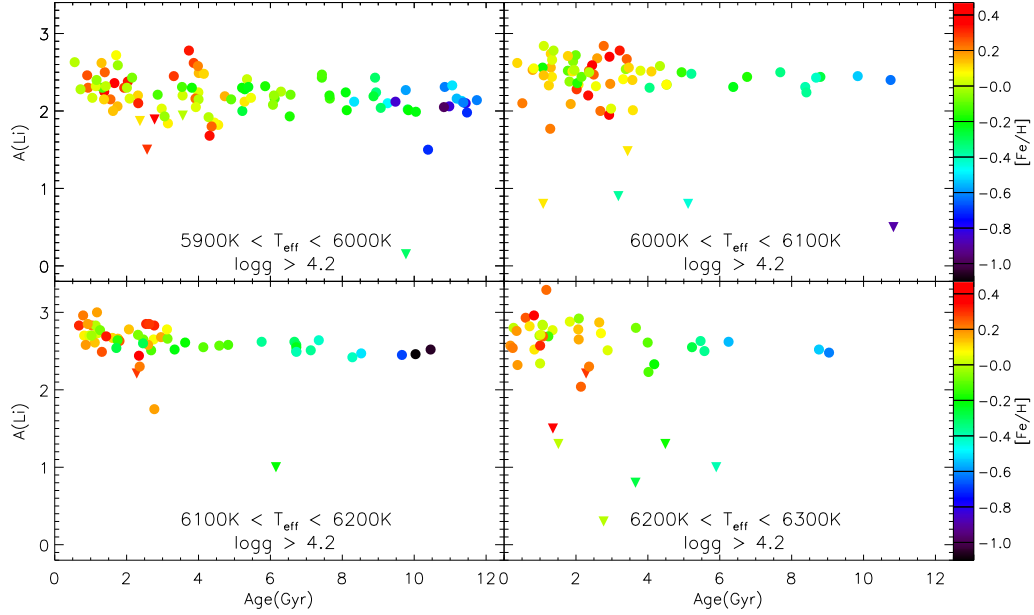 3
2
1
0
A(Li)
5900K < Teff < 6000K
logg > 4.2
6000K < Teff < 6100K
logg > 4.2
0.4
0.2
−0.0
−0.2
−0.4
−0.6
−0.8
−1.0
[Fe/H]
3
2
1
0
A(Li)
6100K < Teff < 6200K
logg > 4.2
6200K < Teff < 6300K
logg > 4.2
0.4
0.2
−0.0
−0.2
−0.4
−0.6
−0.8
−1.0
[Fe/H]
0 2 4 6 8 10 12
2 4 6 8 10 12
Age(Gyr)
Age(Gyr)